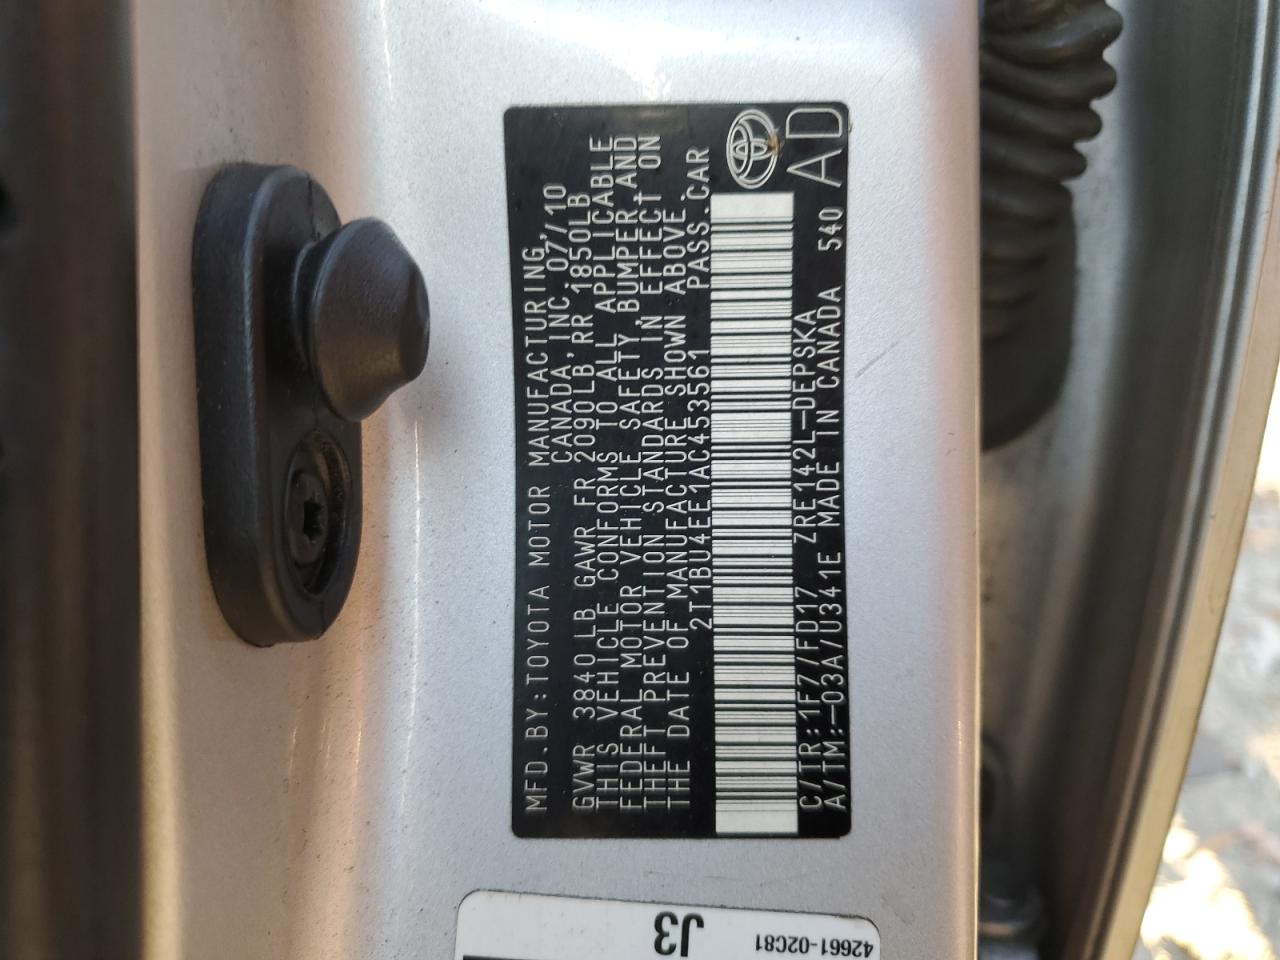 MFD.BY:TOYOTA MOTOR MANUFACTURING,
CANADA,INC. 07/10
GVWR 3840LB GAWR FR 2090LB RR 1850LB
THIS VEHICLE CONFORMS TO ALL APPLICABLE
FEDERAL MOTOR VEHICLE SAFETY,BUMPER,AND
THEFT PREVENTION STANDARDS IN EFFECT ON
THE DATE OF MANUFACTURE SHOWN ABOVE.
2T1BU4EE1AC453561 PASS.CAR
C/TR:1F7/FD17 ZRE142L-DEPSKA
A/TM:-03A/U341E MADE IN CANADA 540
AD
J3
42661-02C81